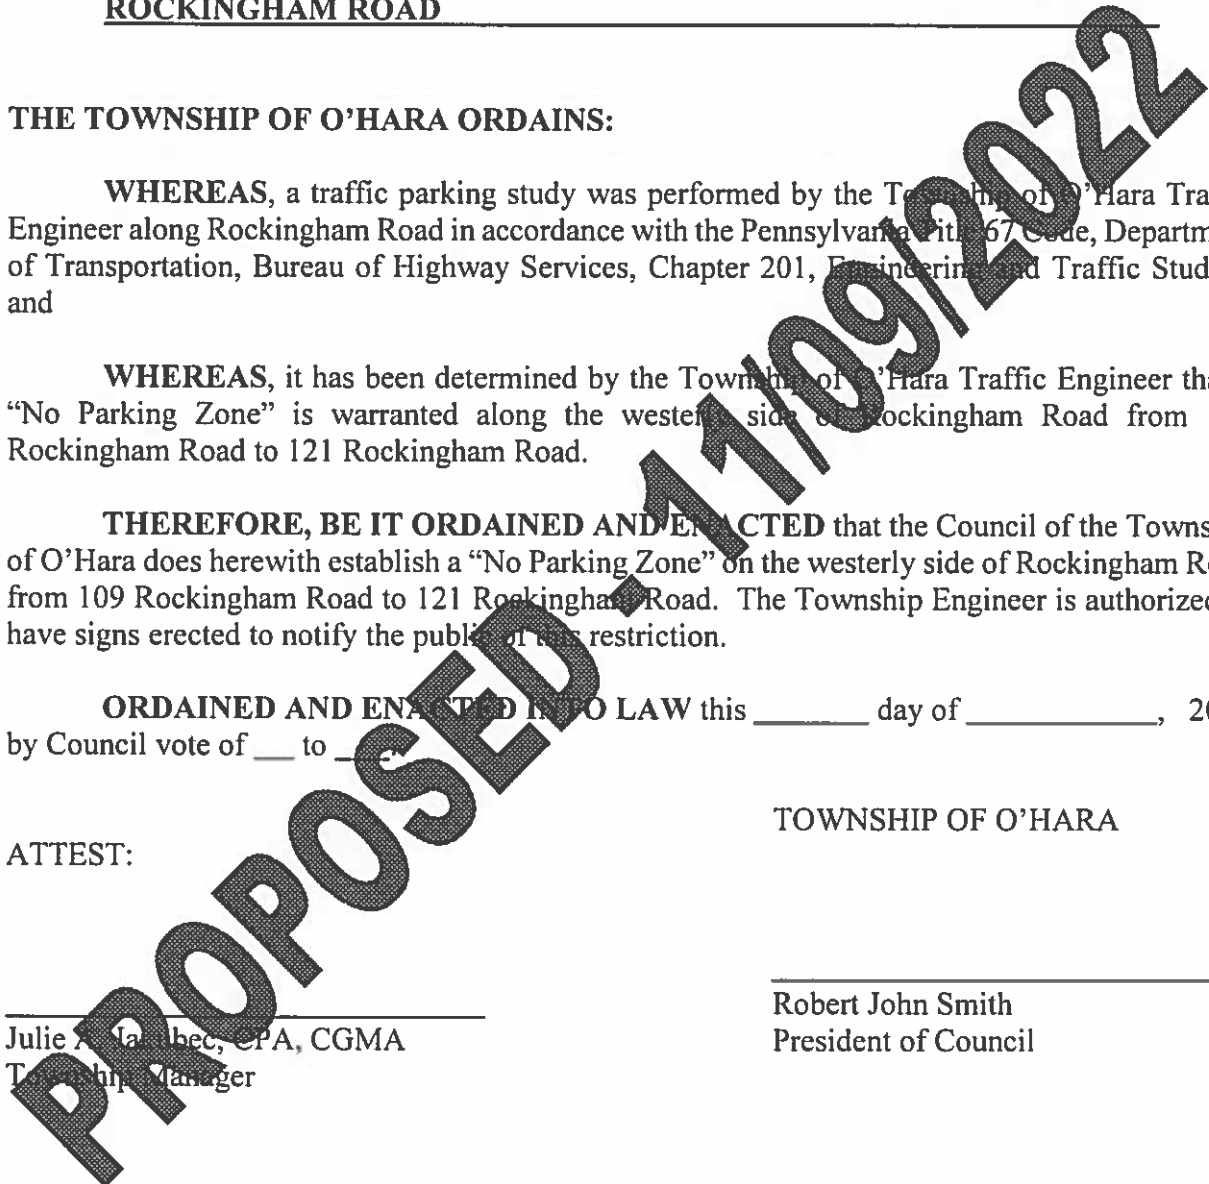 ROCKINGHAM ROAD
THE TOWNSHIP OF O'HARA ORDAINS:
WHEREAS, a traffic parking study was performed by the Township of O'Hara Tra
Engineer along Rockingham Road in accordance with the Pennsylvania Title 67 Code, Departm
of Transportation, Bureau of Highway Services, Chapter 201, Engineering and Traffic Stud
and
WHEREAS, it has been determined by the Township of O'Hara Traffic Engineer tha
“No Parking Zone” is warranted along the westerly side of Rockingham Road from
Rockingham Road to 121 Rockingham Road.
THEREFORE, BE IT ORDAINED AND ENACTED that the Council of the Towns
of O'Hara does herewith establish a “No Parking Zone” on the westerly side of Rockingham R
from 109 Rockingham Road to 121 Rockingham Road. The Township Engineer is authorized
have signs erected to notify the public of this restriction.
ORDAINED AND ENACTED INTO LAW this ______ day of __________, 20
by Council vote of __ to ___.
TOWNSHIP OF O'HARA
ATTEST:
Robert John Smith
President of Council
Julie A. Jakubec, CPA, CGMA
Township Manager
PROPOSED - 11/09/2022